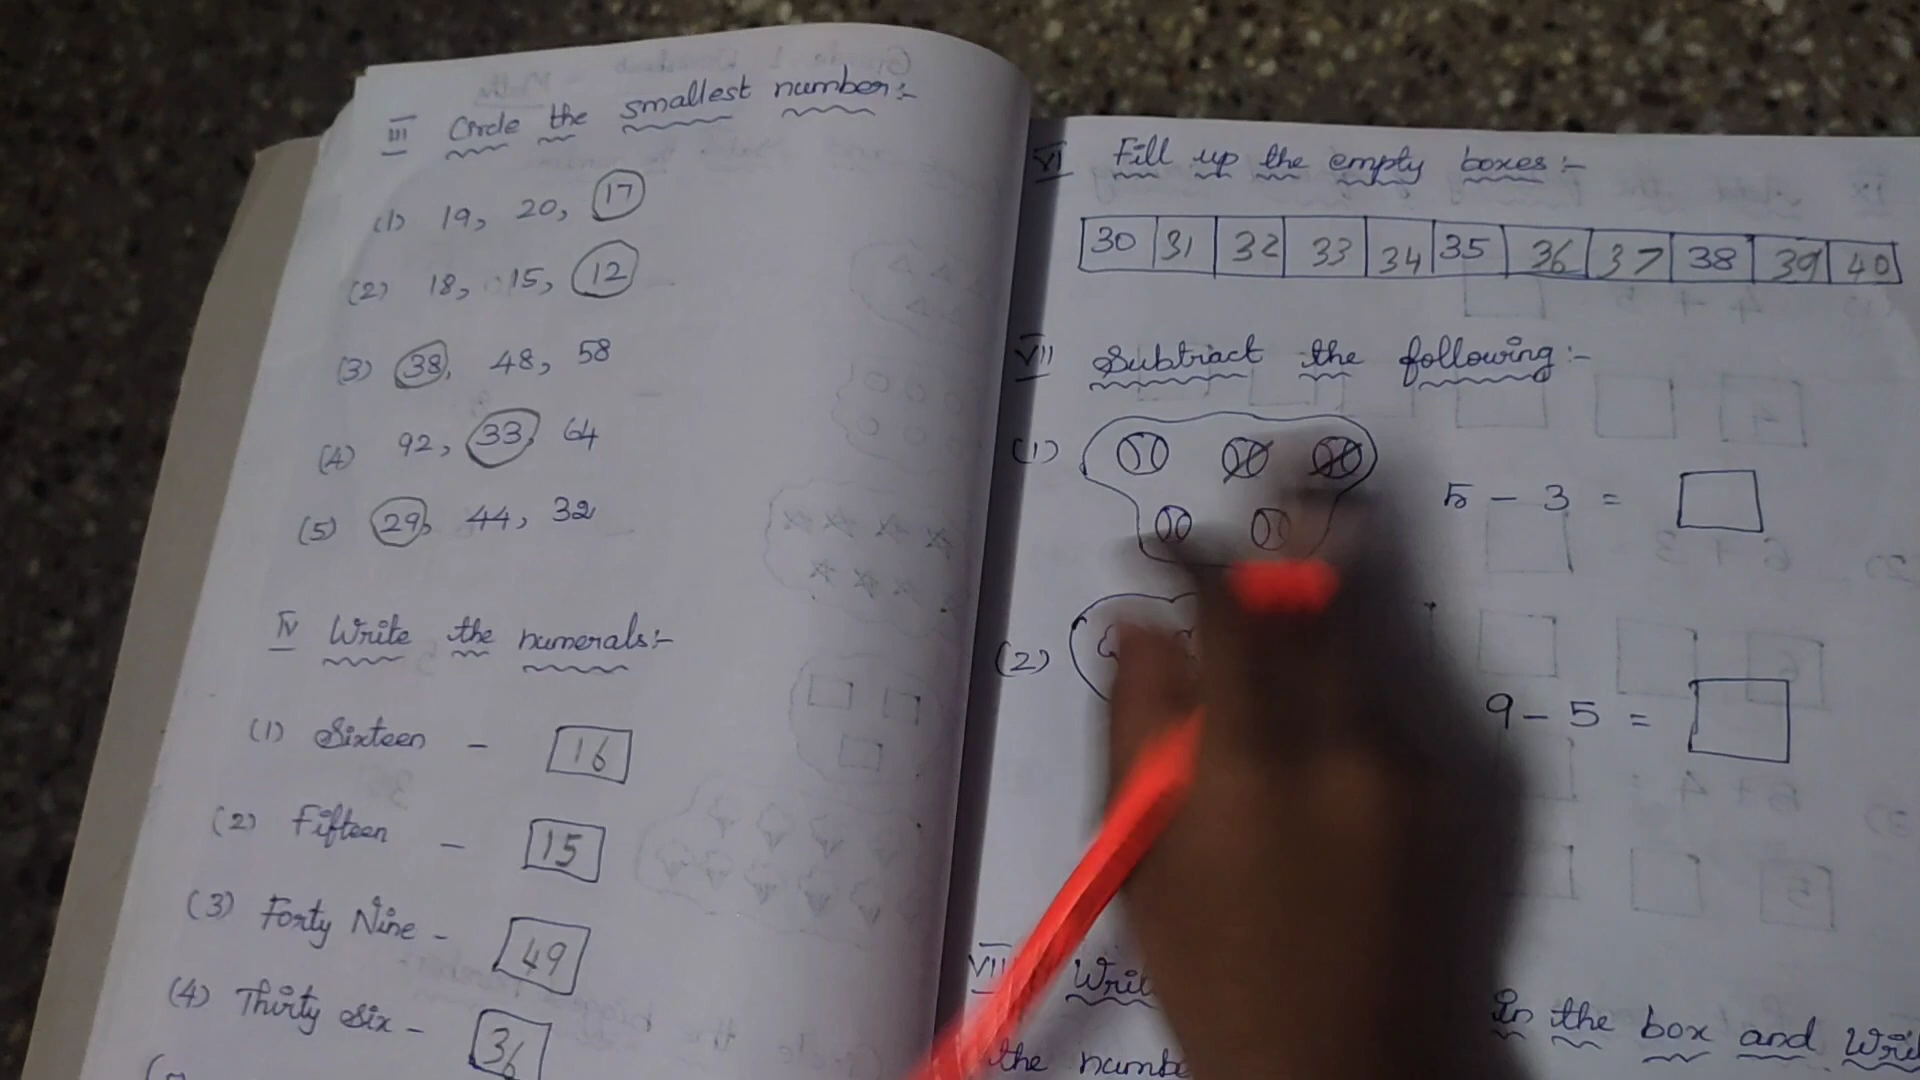 III Circle the smallest number:-
(1) 19, 20, 17
(2) 18, 15, 12
(3) 38, 48, 58
(4) 92, 33, 64
(5) 29, 44, 32
IV Write the numerals:-
(1) Sixteen - 16
(2) Fifteen - 15
(3) Forty Nine - 49
(4) Thirty Six - 36
VI Fill up the empty boxes:-
30 31 32 33 34 35 36 37 38 39 40
VII Subtract the following:-
(1) 5 - 3 =
(2) 9 - 5 =
in the box and
the